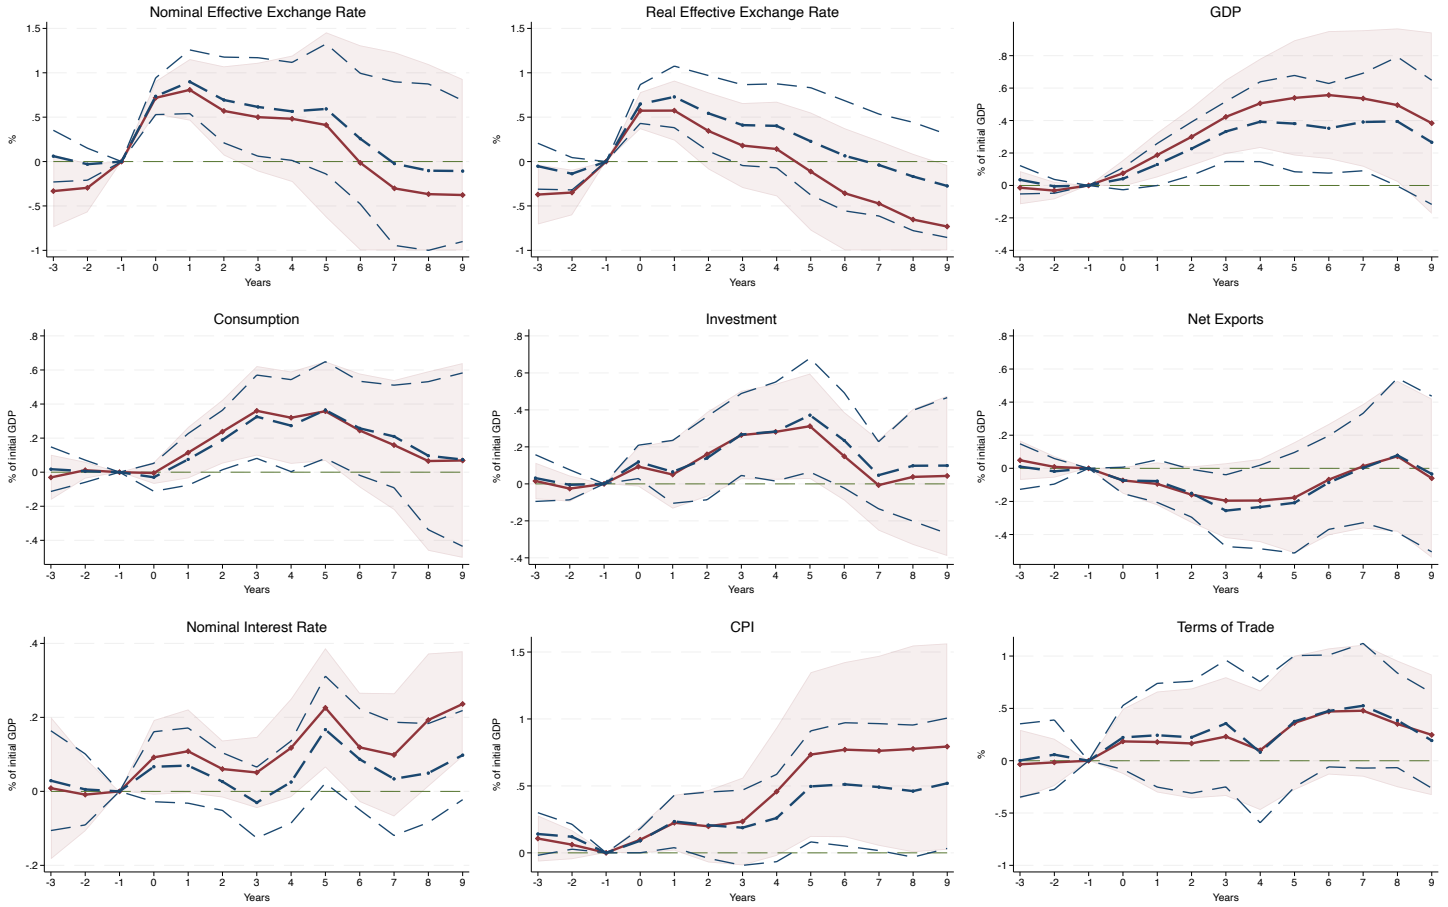 Nominal Effective Exchange Rate
1.5
1
.5
0
-.5
-1
%
-3 -2 -1 0 1 2 3 4 5 6 7 8 9
Years
Real Effective Exchange Rate
1.5
1
.5
0
-.5
-1
%
-3 -2 -1 0 1 2 3 4 5 6 7 8 9
Years
GDP
.8
.6
.4
.2
0
-.2
-.4
% of initial GDP
-3 -2 -1 0 1 2 3 4 5 6 7 8 9
Years
Consumption
.8
.6
.4
.2
0
-.2
-.4
% of initial GDP
-3 -2 -1 0 1 2 3 4 5 6 7 8 9
Years
Investment
.8
.6
.4
.2
0
-.2
-.4
% of initial GDP
-3 -2 -1 0 1 2 3 4 5 6 7 8 9
Years
Net Exports
.8
.6
.4
.2
0
-.2
-.4
% of initial GDP
-3 -2 -1 0 1 2 3 4 5 6 7 8 9
Years
Nominal Interest Rate
.4
.2
0
-.2
% of initial GDP
-3 -2 -1 0 1 2 3 4 5 6 7 8 9
Years
CPI
1.5
1
.5
0
% of initial GDP
-3 -2 -1 0 1 2 3 4 5 6 7 8 9
Years
Terms of Trade
1
.5
0
-.5
-1
%
-3 -2 -1 0 1 2 3 4 5 6 7 8 9
Years